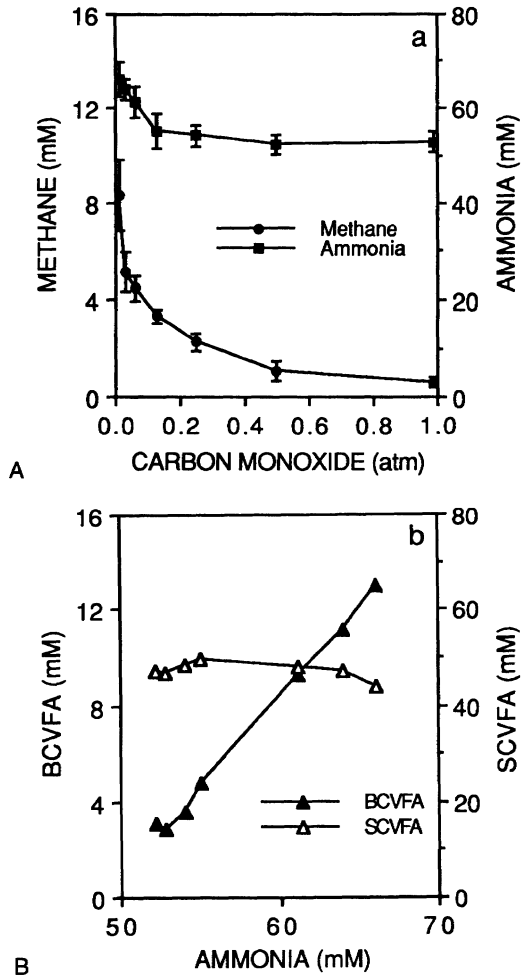 a
16
12
8
4
0
METHANE (mM)
80
60
40
20
0
AMMONIA (mM)
Methane
Ammonia
0.0 0.2 0.4 0.6 0.8 1.0
CARBON MONOXIDE (atm)
A
b
16
12
8
4
0
BCVFA (mM)
80
60
40
20
0
SCVFA (mM)
BCVFA
SCVFA
50 60 70
AMMONIA (mM)
B